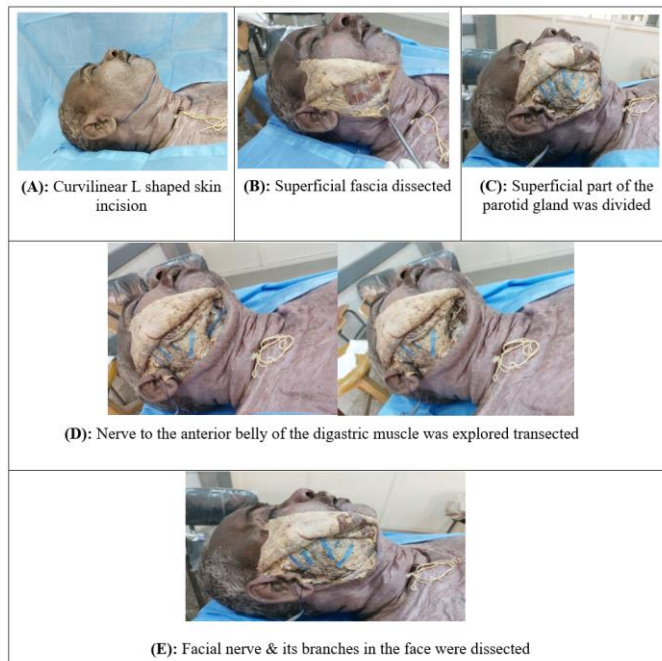 (A): Curvilinear L shaped skin
incision
(B): Superficial fascia dissected
(C): Superficial part of the
parotid gland was divided
(D): Nerve to the anterior belly of the digastric muscle was explored transected
(E): Facial nerve & its branches in the face were dissected